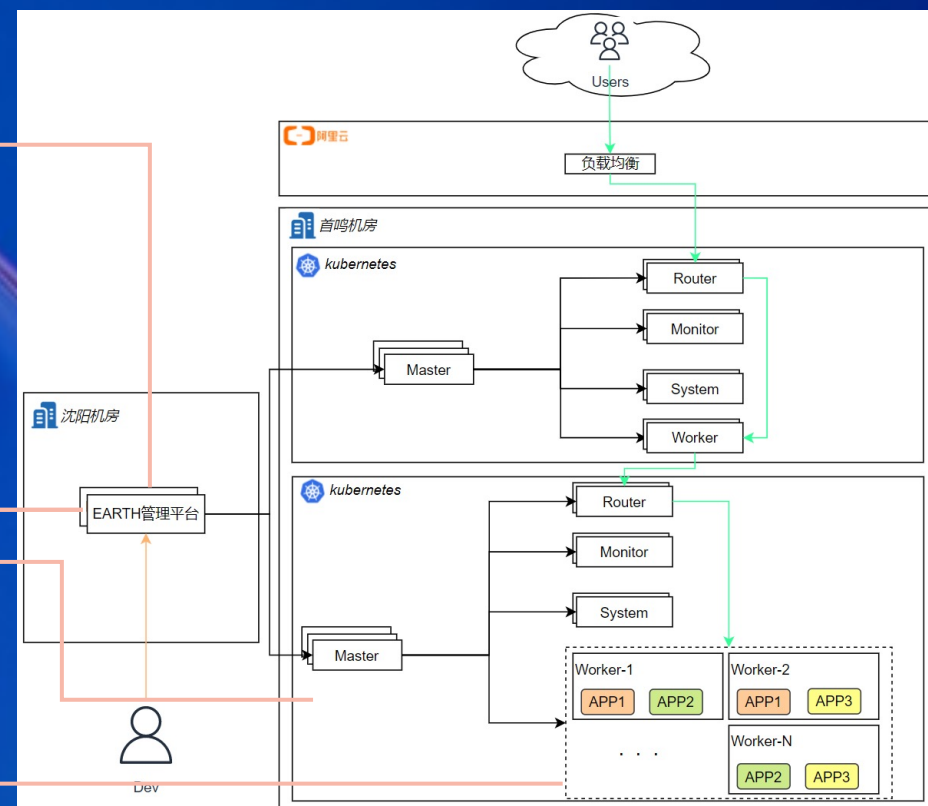 Users
阿里云
负载均衡
首鸣机房
kubernetes
Router
Monitor
Master
System
Worker
沈阳机房
EARTH管理平台
kubernetes
Router
Monitor
System
Master
Worker-1
APP1
APP2
Worker-2
APP1
APP3
. . .
Worker-N
APP2
APP3
Dev